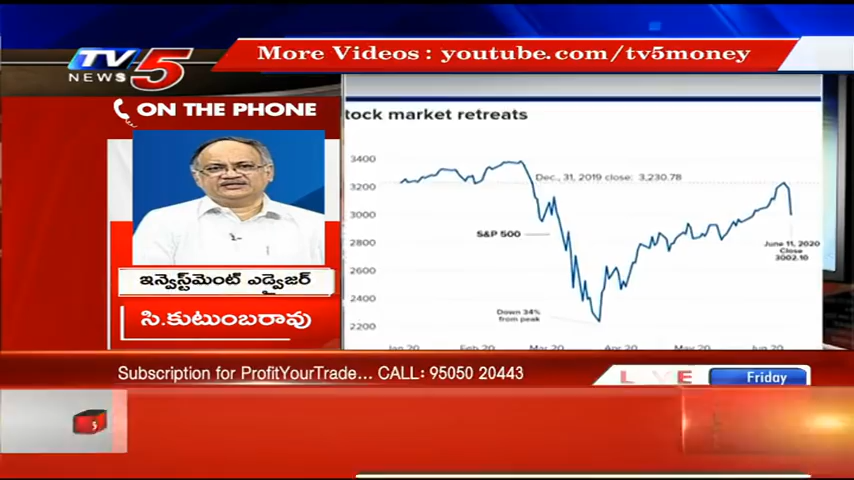 TV5
NEWS
More Videos : youtube.com/tv5money
ON THE PHONE
tock market retreats
3400
3200
3000
2800
2600
2400
2200
Dec. 31, 2019 close: 3,230.78
S&P 500
June 11, 2020
Close
3002.10
Down 34%
from peak
Jan 20
Feb 20
Mar 20
Apr 20
May 20
Jun 20
ఇన్వెస్ట్‌మెంట్ ఎడ్వైజర్
సి.కుటుంబరావు
Subscription for ProfitYourTrade... CALL: 95050 20443
LIVE
Friday
5